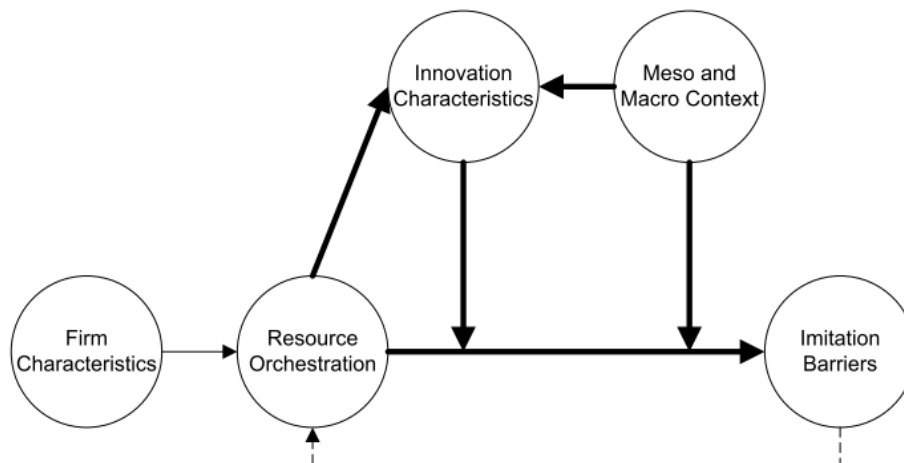 Innovation
Characteristics
Meso and
Macro Context
Firm
Characteristics
Resource
Orchestration
Imitation
Barriers